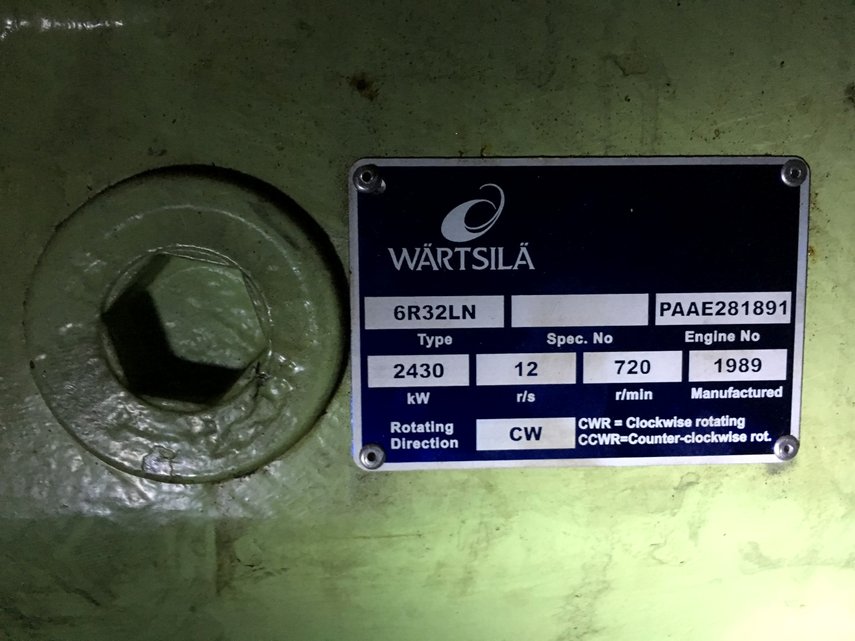 WÄRTSILÄ
6R32LN PAAE281891
Type Spec. No Engine No
2430 12 720 1989
kW r/s r/min Manufactured
Rotating Direction CW CWR = Clockwise rotating
CCWR=Counter-clockwise rot.